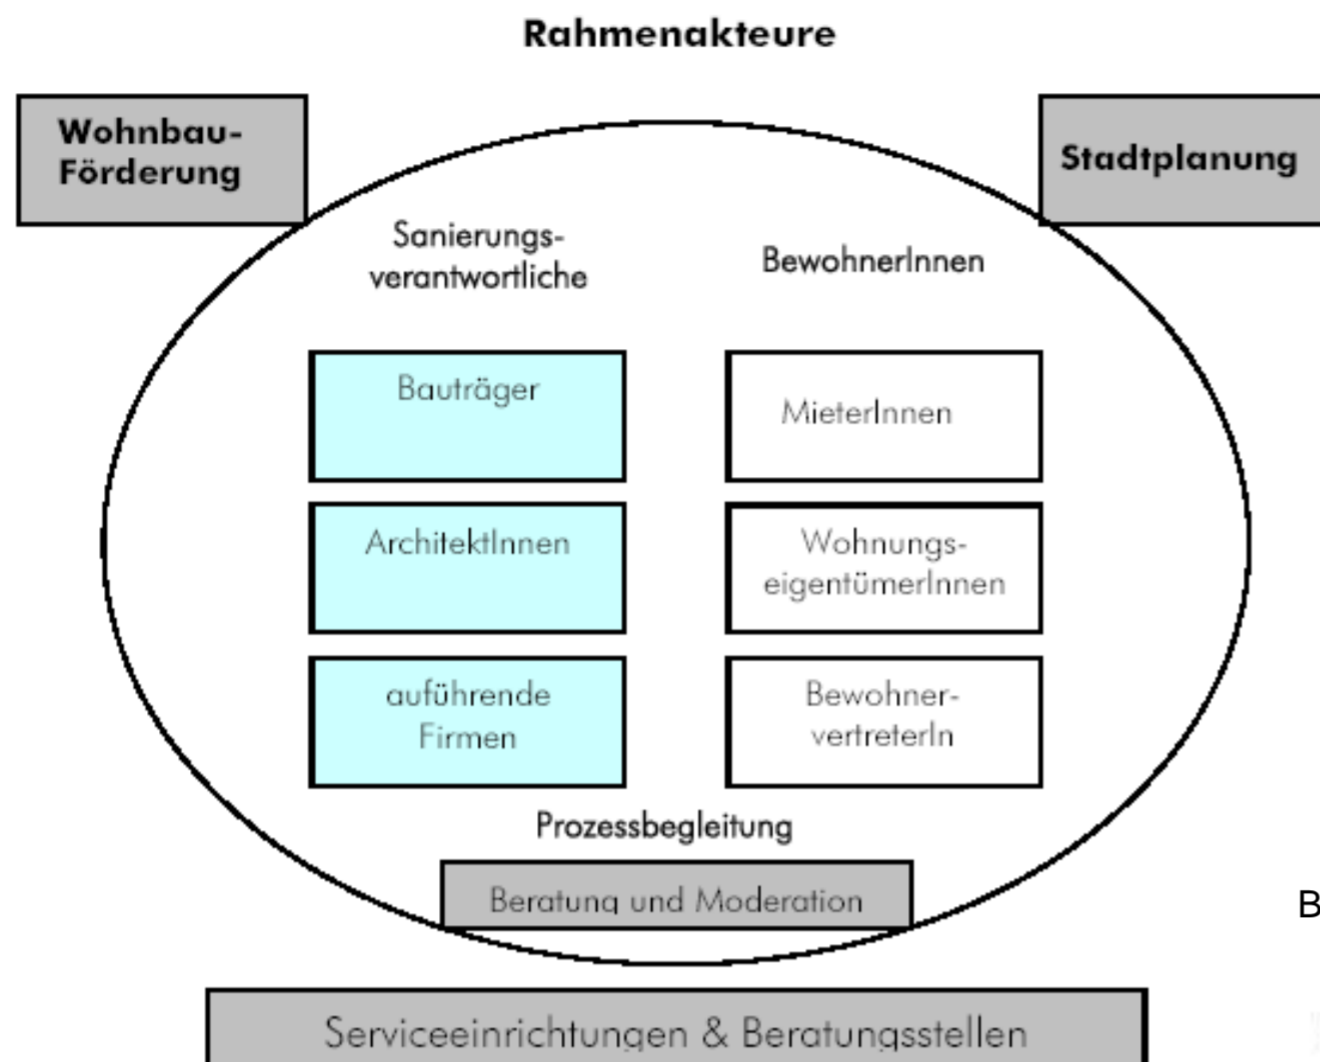 Rahmenakteure
Wohnbau-
Förderung
Stadtplanung
Sanierungs-
verantwortliche
BewohnerInnen
Bauträger
MieterInnen
ArchitektInnen
Wohnungs-
eigentümerInnen
auführende
Firmen
Bewohner-
vertreterIn
Prozessbegleitung
Beratung und Moderation
B
Serviceeinrichtungen & Beratungsstellen